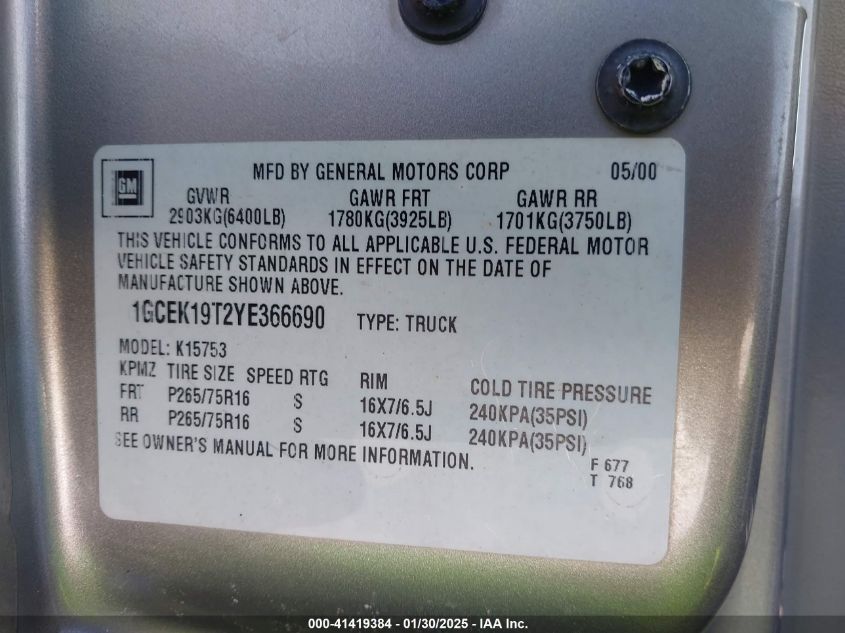 GM
MFD BY GENERAL MOTORS CORP 05/00
GVWR GAWR FRT GAWR RR
2903KG(6400LB) 1780KG(3925LB) 1701KG(3750LB)
THIS VEHICLE CONFORMS TO ALL APPLICABLE U.S. FEDERAL MOTOR
VEHICLE SAFETY STANDARDS IN EFFECT ON THE DATE OF
MANUFACTURE SHOWN ABOVE.
1GCEK19T2YE366690 TYPE: TRUCK
MODEL: K15753
KPMZ TIRE SIZE SPEED RTG RIM COLD TIRE PRESSURE
FRT P265/75R16 S 16X7/6.5J 240KPA(35PSI)
RR P265/75R16 S 16X7/6.5J 240KPA(35PSI)
SEE OWNER'S MANUAL FOR MORE INFORMATION.
F 677
T 768
000-41419384 - 01/30/2025 - IAA Inc.